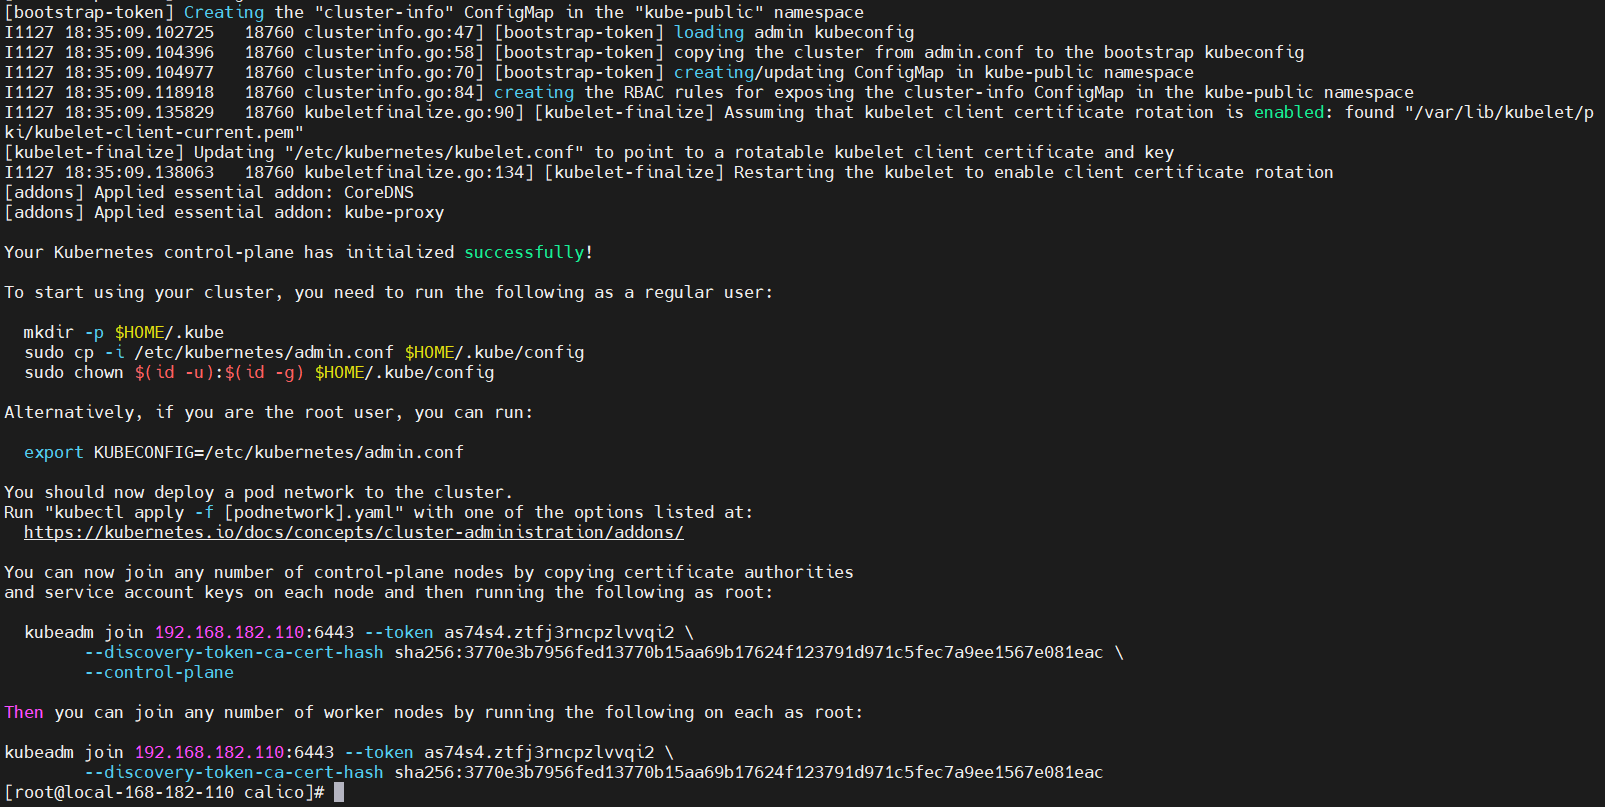 [bootstrap-token] Creating the "cluster-info" ConfigMap in the "kube-public" namespace
I1127 18:35:09.102725   18760 clusterinfo.go:47] [bootstrap-token] loading admin kubeconfig
I1127 18:35:09.104396   18760 clusterinfo.go:58] [bootstrap-token] copying the cluster from admin.conf to the bootstrap kubeconfig
I1127 18:35:09.104977   18760 clusterinfo.go:70] [bootstrap-token] creating/updating ConfigMap in kube-public namespace
I1127 18:35:09.118918   18760 clusterinfo.go:84] creating the RBAC rules for exposing the cluster-info ConfigMap in the kube-public namespace
I1127 18:35:09.135829   18760 kubeletfinalize.go:90] [kubelet-finalize] Assuming that kubelet client certificate rotation is enabled: found "/var/lib/kubelet/p
ki/kubelet-client-current.pem"
[kubelet-finalize] Updating "/etc/kubernetes/kubelet.conf" to point to a rotatable kubelet client certificate and key
I1127 18:35:09.138063   18760 kubeletfinalize.go:134] [kubelet-finalize] Restarting the kubelet to enable client certificate rotation
[addons] Applied essential addon: CoreDNS
[addons] Applied essential addon: kube-proxy

Your Kubernetes control-plane has initialized successfully!

To start using your cluster, you need to run the following as a regular user:

  mkdir -p $HOME/.kube
  sudo cp -i /etc/kubernetes/admin.conf $HOME/.kube/config
  sudo chown $(id -u):$(id -g) $HOME/.kube/config

Alternatively, if you are the root user, you can run:

  export KUBECONFIG=/etc/kubernetes/admin.conf

You should now deploy a pod network to the cluster.
Run "kubectl apply -f [podnetwork].yaml" with one of the options listed at:
  https://kubernetes.io/docs/concepts/cluster-administration/addons/

You can now join any number of control-plane nodes by copying certificate authorities
and service account keys on each node and then running the following as root:

  kubeadm join 192.168.182.110:6443 --token as74s4.ztfj3rncpzlvvqi2 \
        --discovery-token-ca-cert-hash sha256:3770e3b7956fed13770b15aa69b17624f123791d971c5fec7a9ee1567e081eac \
        --control-plane

Then you can join any number of worker nodes by running the following on each as root:

kubeadm join 192.168.182.110:6443 --token as74s4.ztfj3rncpzlvvqi2 \
        --discovery-token-ca-cert-hash sha256:3770e3b7956fed13770b15aa69b17624f123791d971c5fec7a9ee1567e081eac
[root@local-168-182-110 calico]#